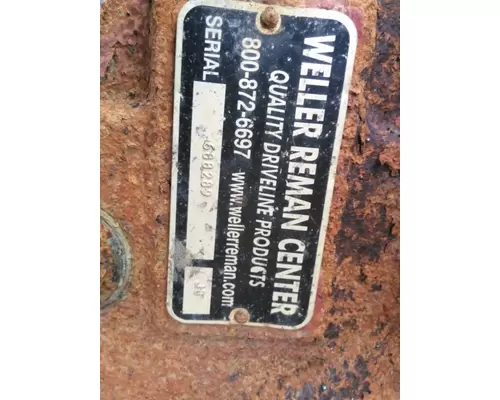 WELLER REMAN CENTER
QUALITY DRIVELINE PRODUCTS
800-872-6697 www.wellerreman.com
SERIAL